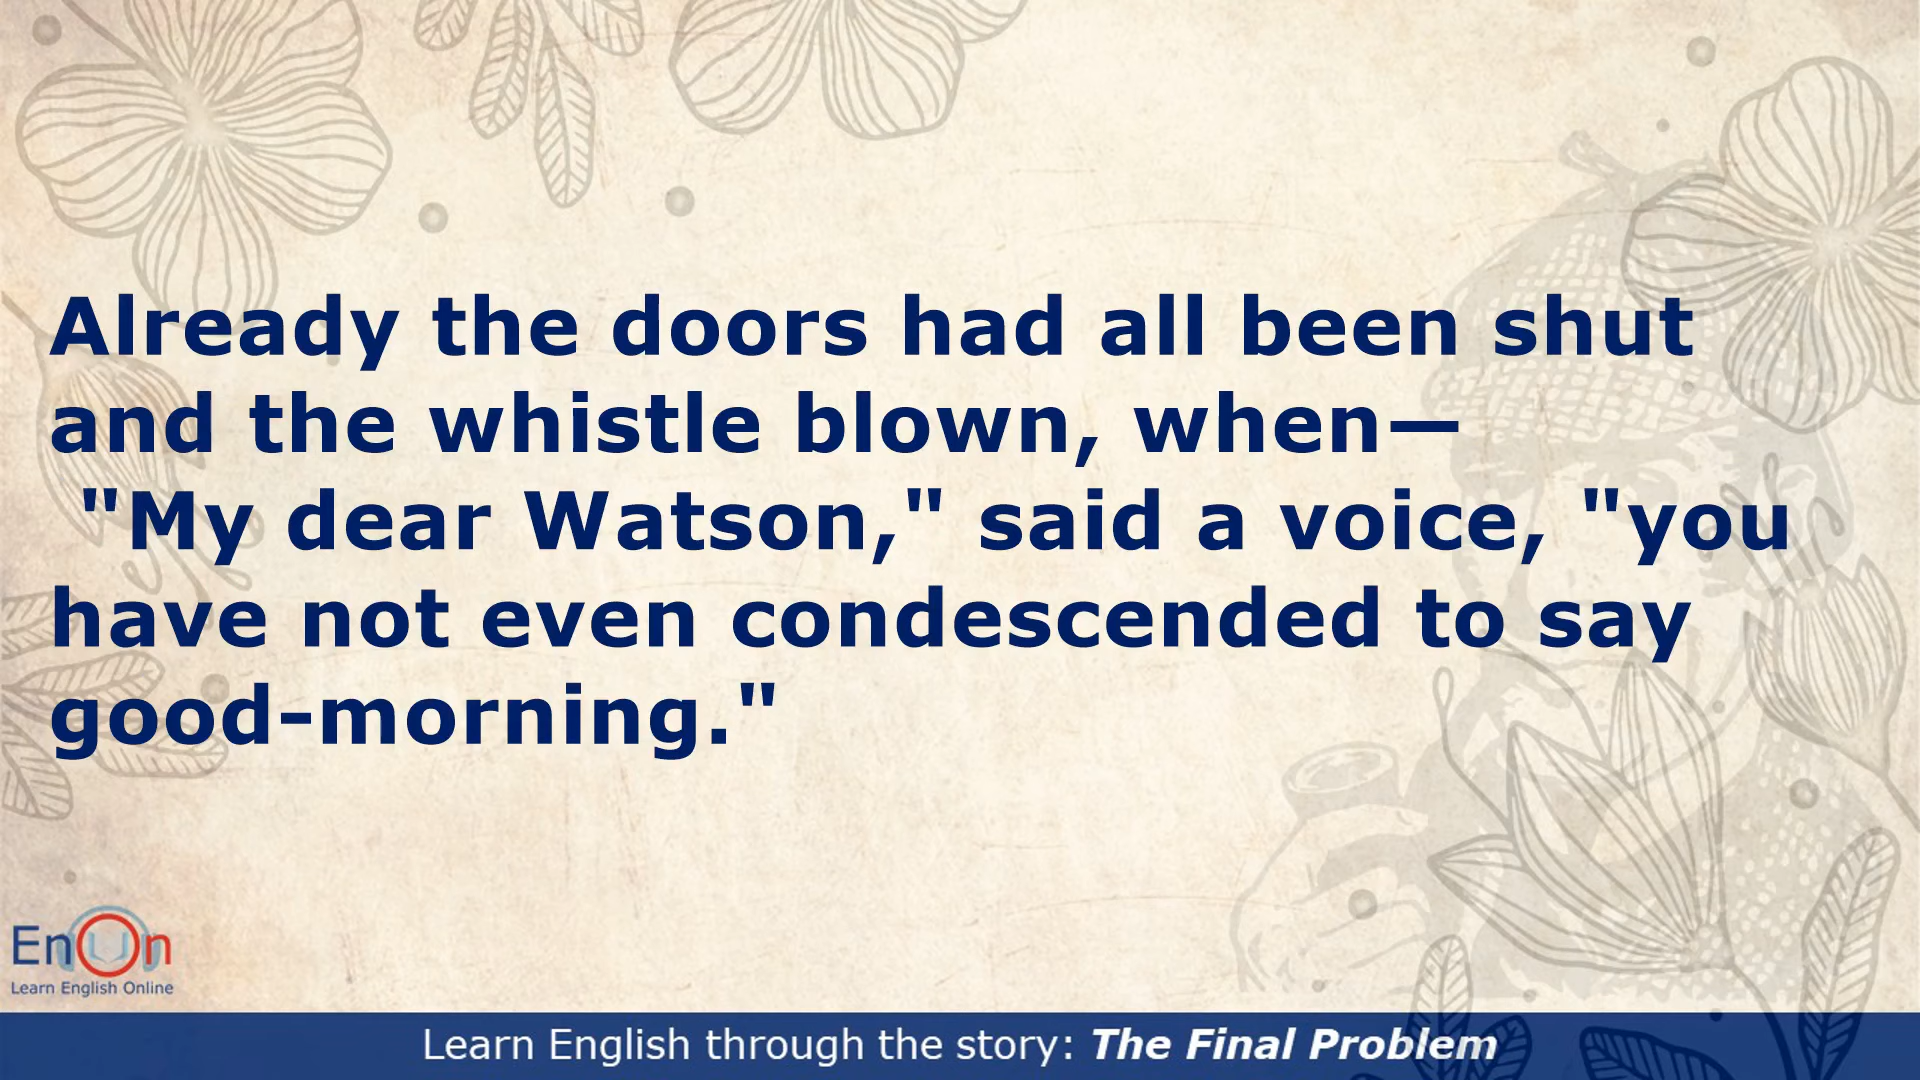 Already the doors had all been shut
and the whistle blown, when—
"My dear Watson," said a voice, "you
have not even condescended to say
good-morning."
EnOn
Learn English Online
Learn English through the story: The Final Problem